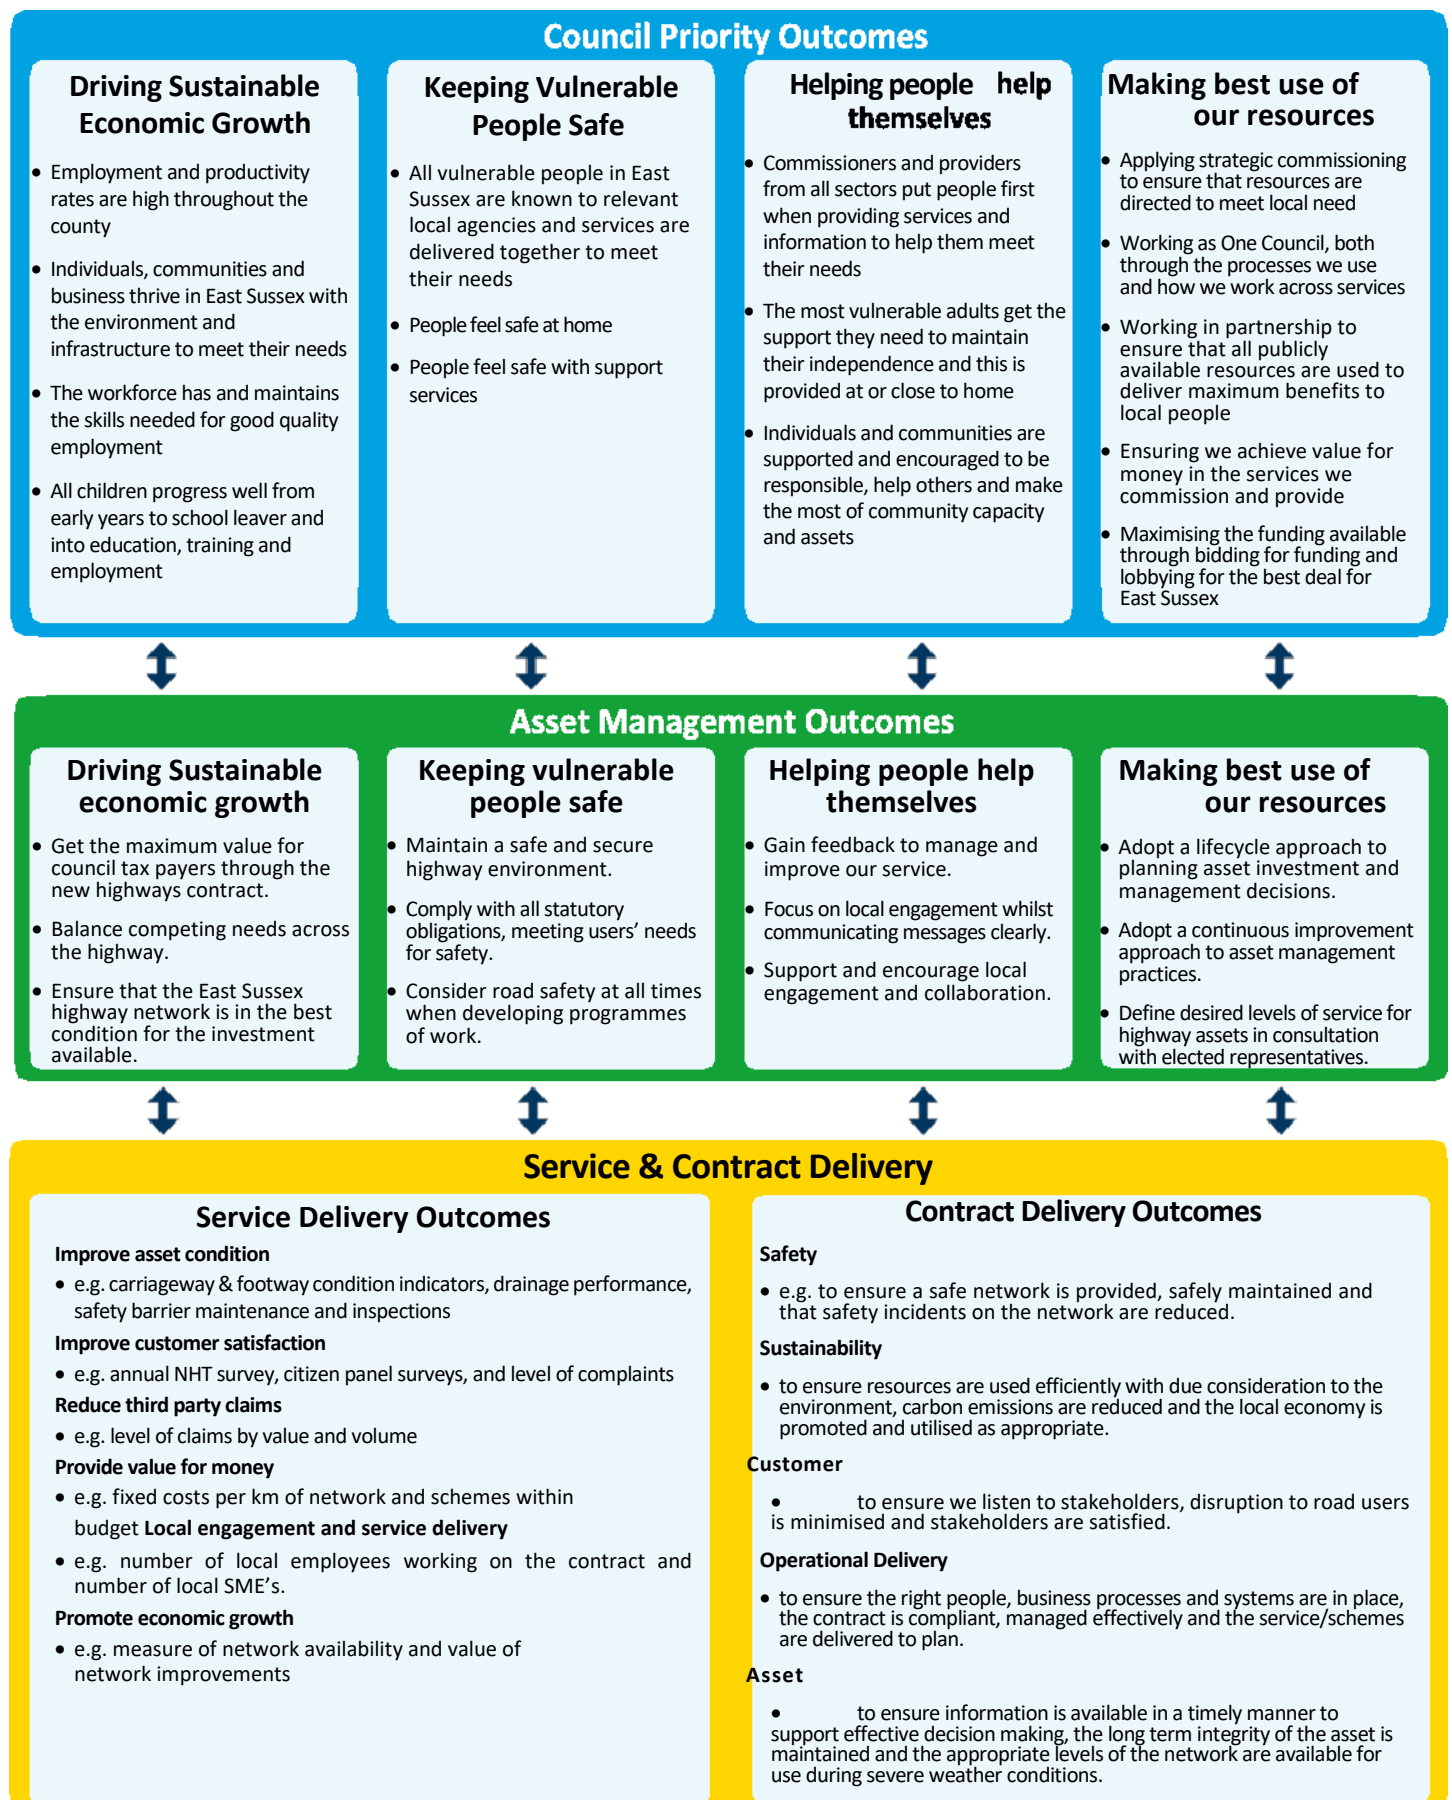 Council Priority Outcomes
Driving Sustainable
Economic Growth
• Employment and productivity
rates are high throughout the
county
• Individuals, communities and
business thrive in East Sussex with
the environment and
infrastructure to meet their needs
• The workforce has and maintains
the skills needed for good quality
employment
• All children progress well from
early years to school leaver and
into education, training and
employment
Keeping Vulnerable
People Safe
• All vulnerable people in East
Sussex are known to relevant
local agencies and services are
delivered together to meet
their needs
• People feel safe at home
• People feel safe with support
services
Helping people help
themselves
• Commissioners and providers
from all sectors put people first
when providing services and
information to help them meet
their needs
• The most vulnerable adults get the
support they need to maintain
their independence and this is
provided at or close to home
• Individuals and communities are
supported and encouraged to be
responsible, help others and make
the most of community capacity
and assets
Making best use of
our resources
• Applying strategic commissioning
to ensure that resources are
directed to meet local need
• Working as One Council, both
through the processes we use
and how we work across services
• Working in partnership to
ensure that all publicly
available resources are used to
deliver maximum benefits to
local people
• Ensuring we achieve value for
money in the services we
commission and provide
• Maximising the funding available
through bidding for funding and
lobbying for the best deal for
East Sussex
Asset Management Outcomes
Driving Sustainable
economic growth
• Get the maximum value for
council tax payers through the
new highways contract.
• Balance competing needs across
the highway.
• Ensure that the East Sussex
highway network is in the best
condition for the investment
available.
Keeping vulnerable
people safe
• Maintain a safe and secure
highway environment.
• Comply with all statutory
obligations, meeting users’ needs
for safety.
• Consider road safety at all times
when developing programmes
of work.
Helping people help
themselves
• Gain feedback to manage and
improve our service.
• Focus on local engagement whilst
communicating messages clearly.
• Support and encourage local
engagement and collaboration.
Making best use of
our resources
• Adopt a lifecycle approach to
planning asset investment and
management decisions.
• Adopt a continuous improvement
approach to asset management
practices.
• Define desired levels of service for
highway assets in consultation
with elected representatives.
Service & Contract Delivery
Service Delivery Outcomes
Improve asset condition
• e.g. carriageway & footway condition indicators, drainage performance,
safety barrier maintenance and inspections
Improve customer satisfaction
• e.g. annual NHT survey, citizen panel surveys, and level of complaints
Reduce third party claims
• e.g. level of claims by value and volume
Provide value for money
• e.g. fixed costs per km of network and schemes within
budget Local engagement and service delivery
• e.g. number of local employees working on the contract and
number of local SME’s.
Promote economic growth
• e.g. measure of network availability and value of
network improvements
Contract Delivery Outcomes
Safety
• e.g. to ensure a safe network is provided, safely maintained and
that safety incidents on the network are reduced.
Sustainability
• to ensure resources are used efficiently with due consideration to the
environment, carbon emissions are reduced and the local economy is
promoted and utilised as appropriate.
Customer
• to ensure we listen to stakeholders, disruption to road users
is minimised and stakeholders are satisfied.
Operational Delivery
• to ensure the right people, business processes and systems are in place,
the contract is compliant, managed effectively and the service/schemes
are delivered to plan.
Asset
• to ensure information is available in a timely manner to
support effective decision making, the long term integrity of the asset is
maintained and the appropriate levels of the network are available for
use during severe weather conditions.